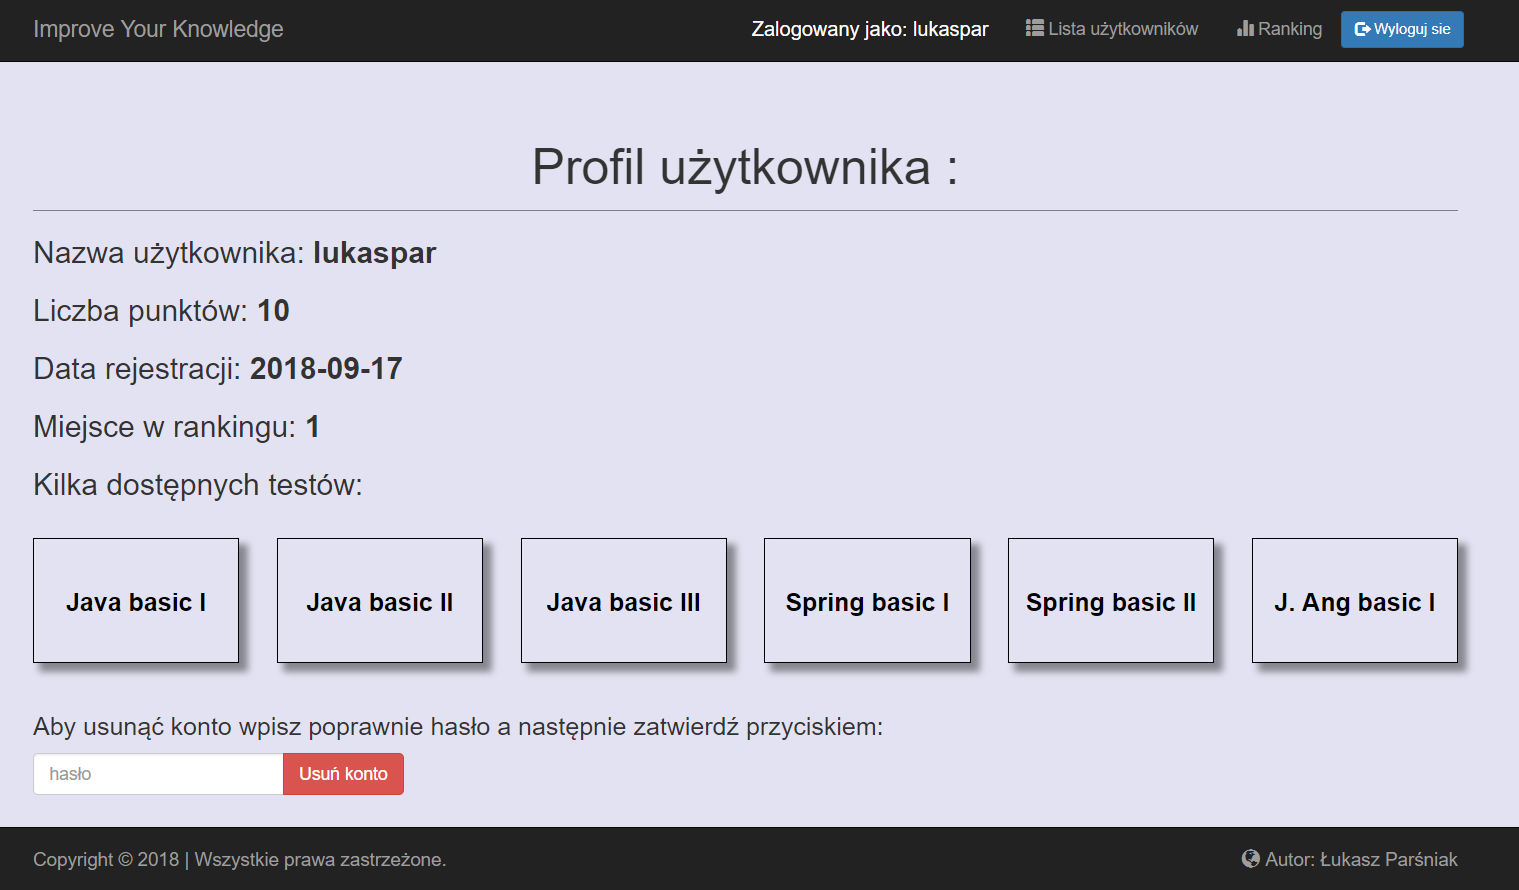 Improve Your Knowledge Zalogowany jako: lukaspar Lista użytkowników Ranking Wyloguj sie
Profil użytkownika :
Nazwa użytkownika: lukaspar
Liczba punktów: 10
Data rejestracji: 2018-09-17
Miejsce w rankingu: 1
Kilka dostępnych testów:
Java basic I Java basic II Java basic III Spring basic I Spring basic II J. Ang basic I
Aby usunąć konto wpisz poprawnie hasło a następnie zatwierdź przyciskiem:
hasło Usuń konto
Copyright © 2018 | Wszystkie prawa zastrzeżone. Autor: Łukasz Parśniak